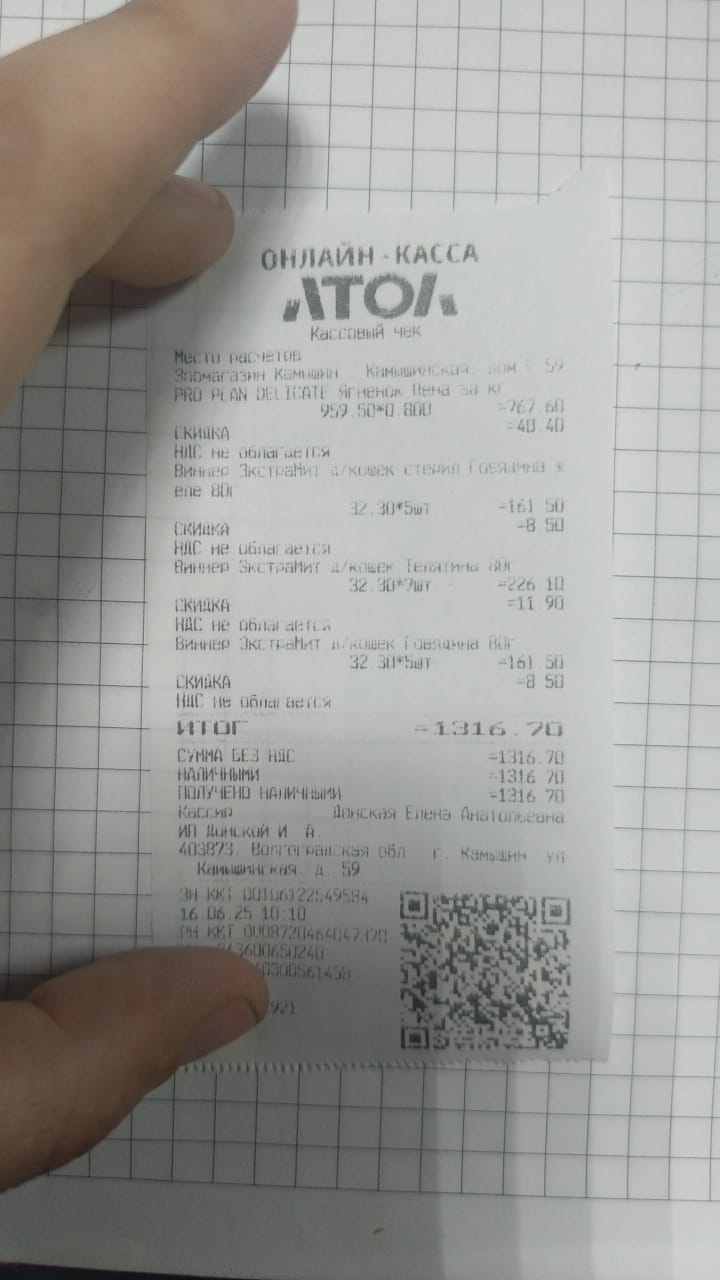 ОНЛАЙН-КАССА
АТОЛ
Кассовый чек
Место расчетов
Зоомагазин Камышин Камышинская. дом 59
PRO PLAN DELICATE Ягненок Цена за кг
959.50*0.800 =767.60
СКИДКА =40.40
НДС не облагается
Виннер ЭкстраМит д/кошек стерил Говядина ж
еле 80г
32.30*5шт =161.50
СКИДКА =8.50
НДС не облагается
Виннер ЭкстраМит д/кошек Телятина 80г
32.30*7шт =226.10
СКИДКА =11.90
НДС не облагается
Виннер ЭкстраМит д/кошек Говядина 80г
32.30*5шт =161.50
СКИДКА =8.50
НДС не облагается
ИТОГ =1316.70
СУММА БЕЗ НДС =1316.70
НАЛИЧНЫМИ =1316.70
ПОЛУЧЕНО НАЛИЧНЫМИ =1316.70
Кассир Донская Елена Анатольевна
ИП Донской И. А.
403873, Волгоградская обл г. Камышин ул
Камышинская д. 59
ЗН ККТ 00106122549584
16.06.25 10:10
РН ККТ